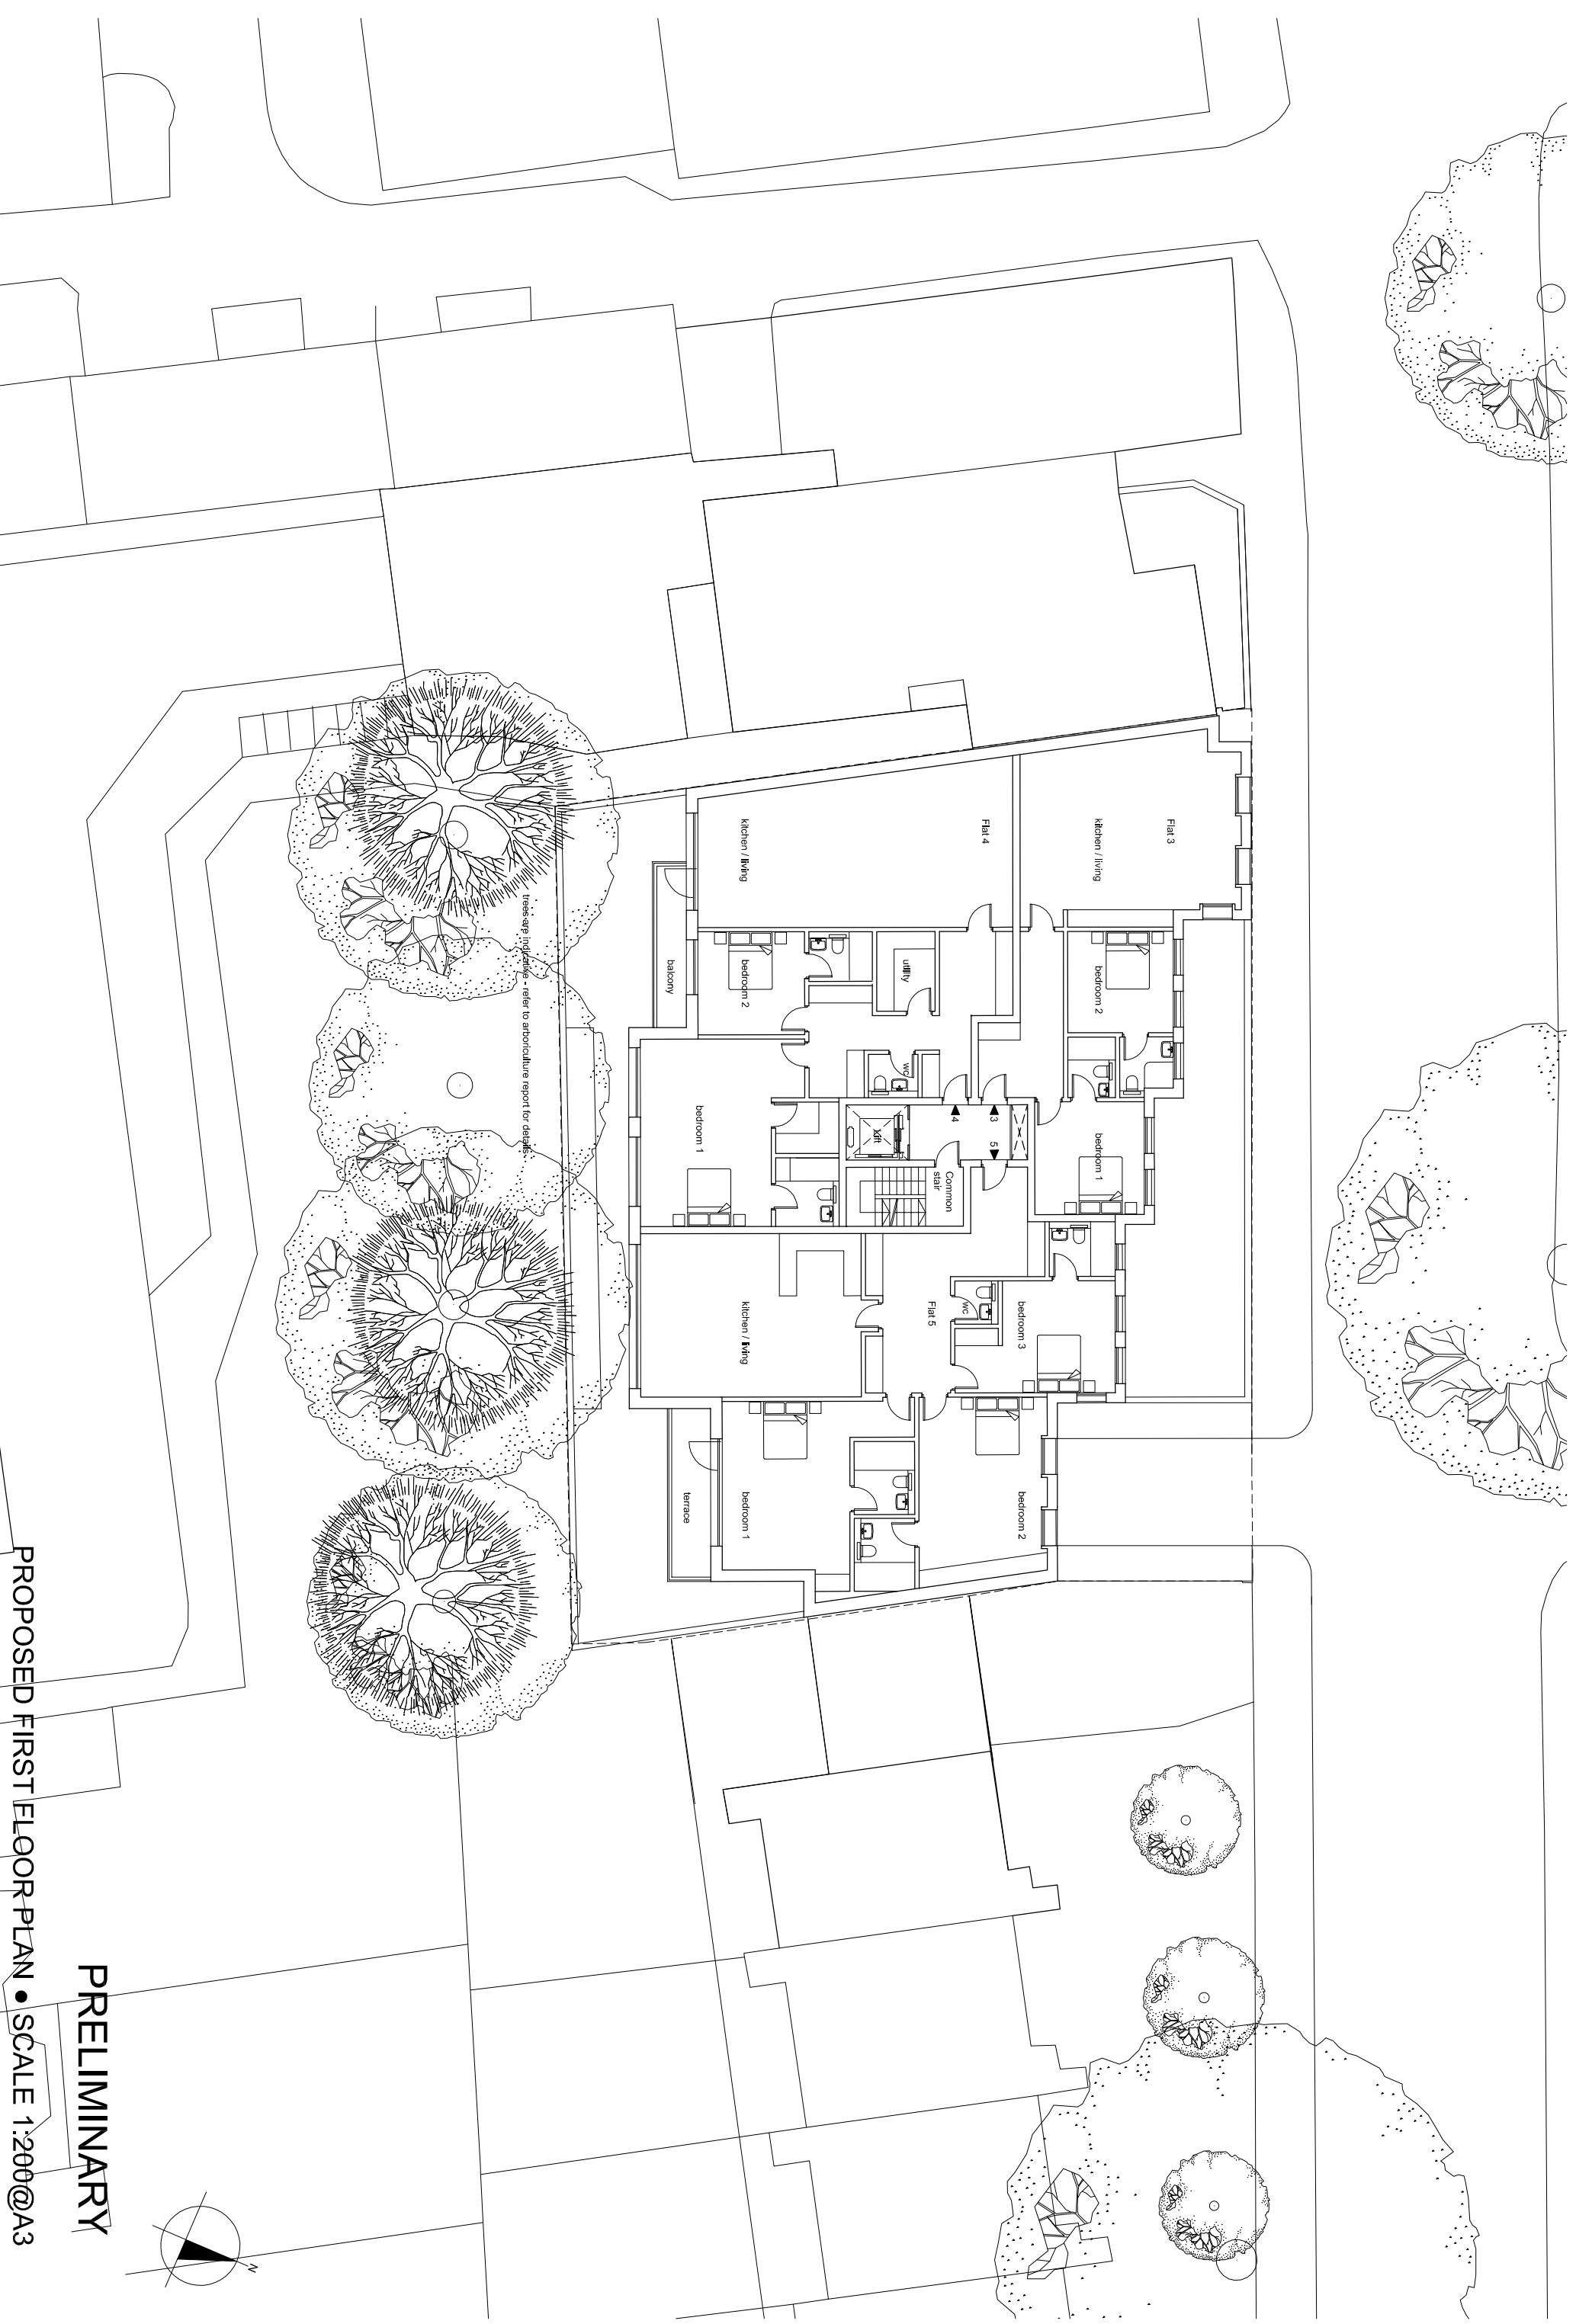 Flat 3
kitchen / living
bedroom 2
bedroom 1
Flat 4
kitchen / living
utility
wc
bedroom 2
balcony
bedroom 1
lift
4
3
5
Common
stair
Flat 5
wc
bedroom 3
kitchen / living
bedroom 2
bedroom 1
terrace
trees are indicative - refer to arboriculture report for details
N
PRELIMINARY
PROPOSED FIRST FLOOR PLAN • SCALE 1:200@A3